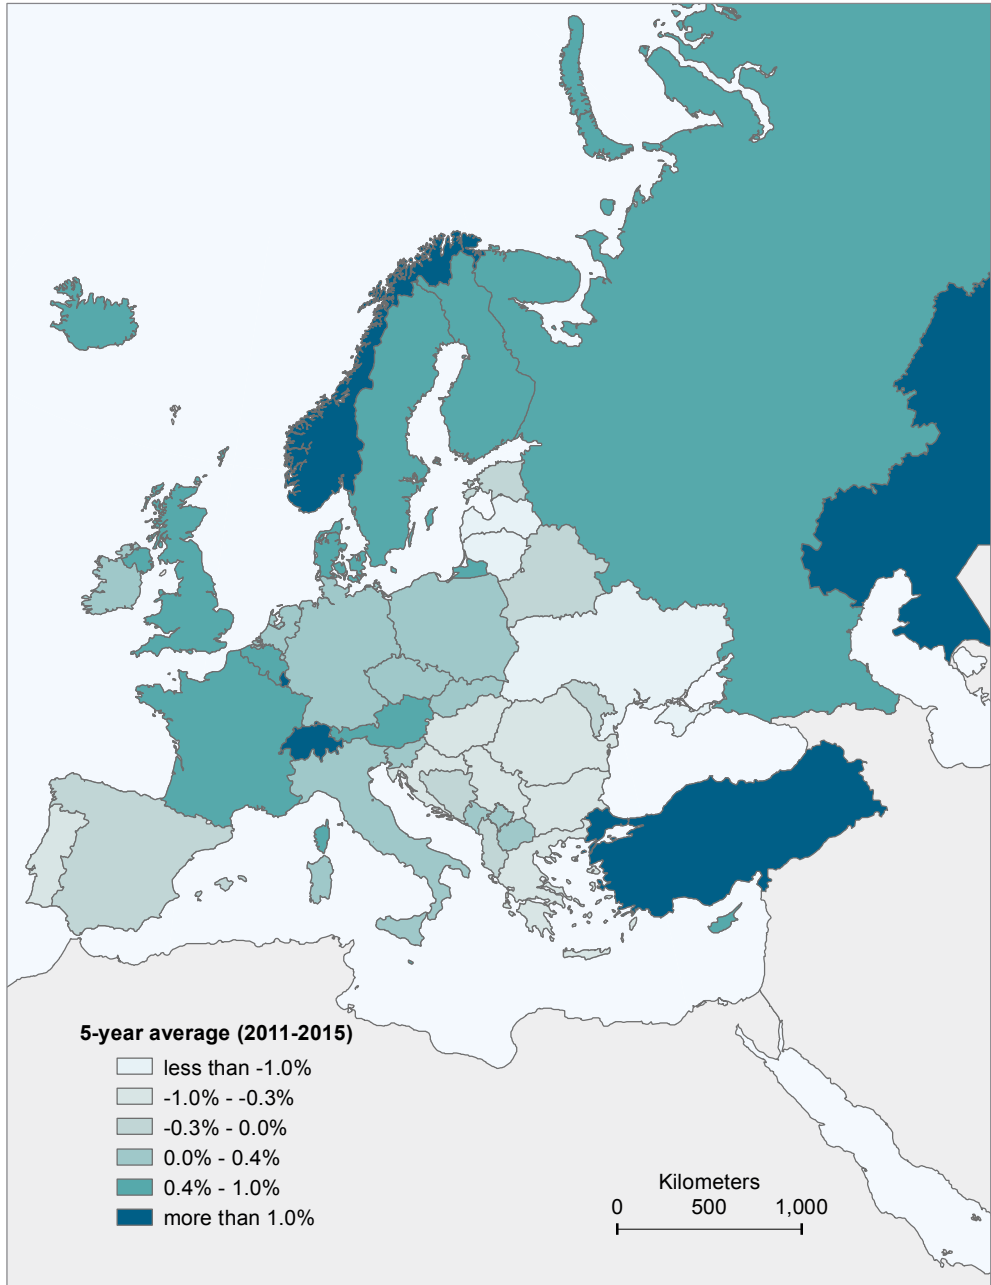 5-year average (2011-2015)
less than -1.0%
-1.0% - -0.3%
-0.3% - 0.0%
0.0% - 0.4%
0.4% - 1.0%
more than 1.0%
Kilometers
0 500 1,000